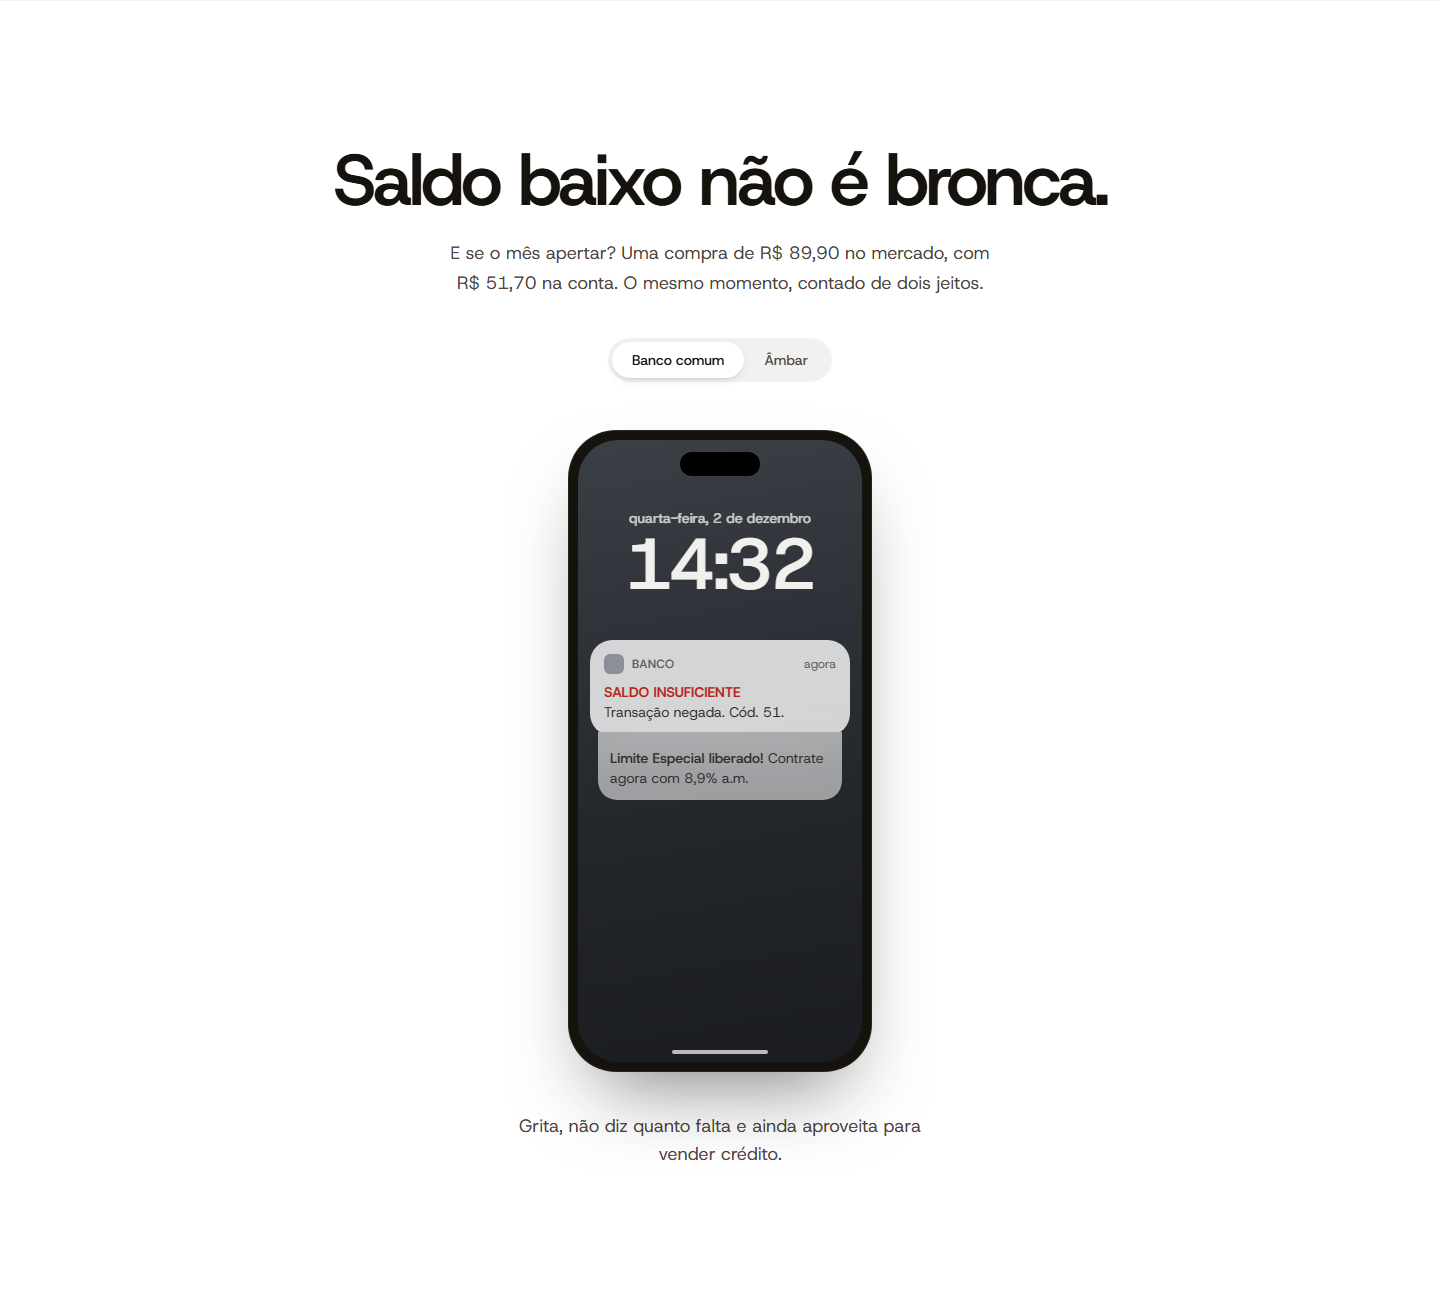 Saldo baixo não é bronca.
E se o mês apertar? Uma compra de R$ 89,90 no mercado, com
R$ 51,70 na conta. O mesmo momento, contado de dois jeitos.
Banco comum
Âmbar
quarta-feira, 2 de dezembro
14:32
BANCO
agora
SALDO INSUFICIENTE
Transação negada. Cód. 51.
Limite Especial liberado! Contrate
agora com 8,9% a.m.
Grita, não diz quanto falta e ainda aproveita para
vender crédito.